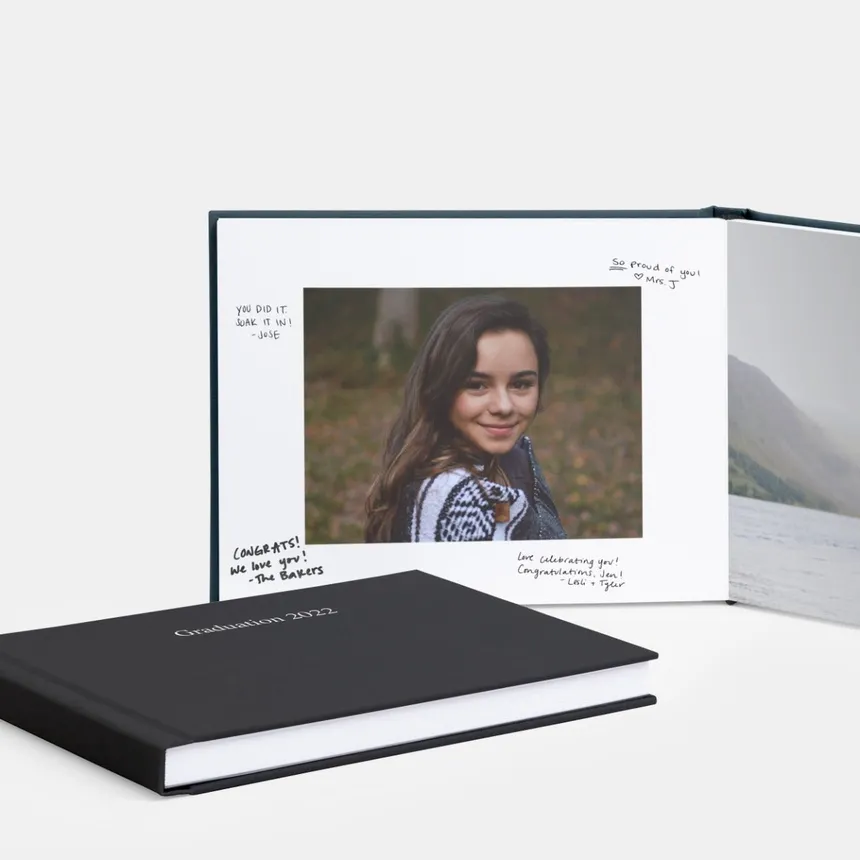 So proud of you!
♡ Mrs. J
YOU DID IT.
SOAK IT IN!
-JOSE
CONGRATS!
We love you!
-The BAKERS
Love celebrating you!
Congratulations, Jen!
- Lesli + Tyler
Graduation 2022